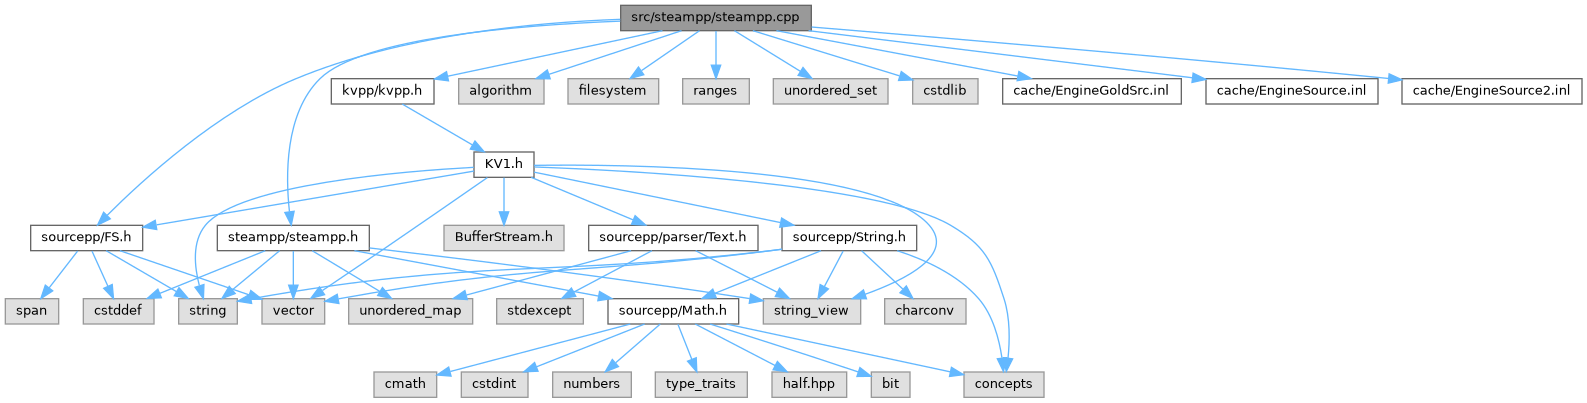 src/steampp/steampp.cpp
kvpp/kvpp.h
algorithm
filesystem
ranges
unordered_set
cstdlib
cache/EngineGoldSrc.inl
cache/EngineSource.inl
cache/EngineSource2.inl
KV1.h
sourcepp/FS.h
steampp/steampp.h
BufferStream.h
sourcepp/parser/Text.h
sourcepp/String.h
span
cstddef
string
vector
unordered_map
stdexcept
sourcepp/Math.h
string_view
charconv
cmath
cstdint
numbers
type_traits
half.hpp
bit
concepts